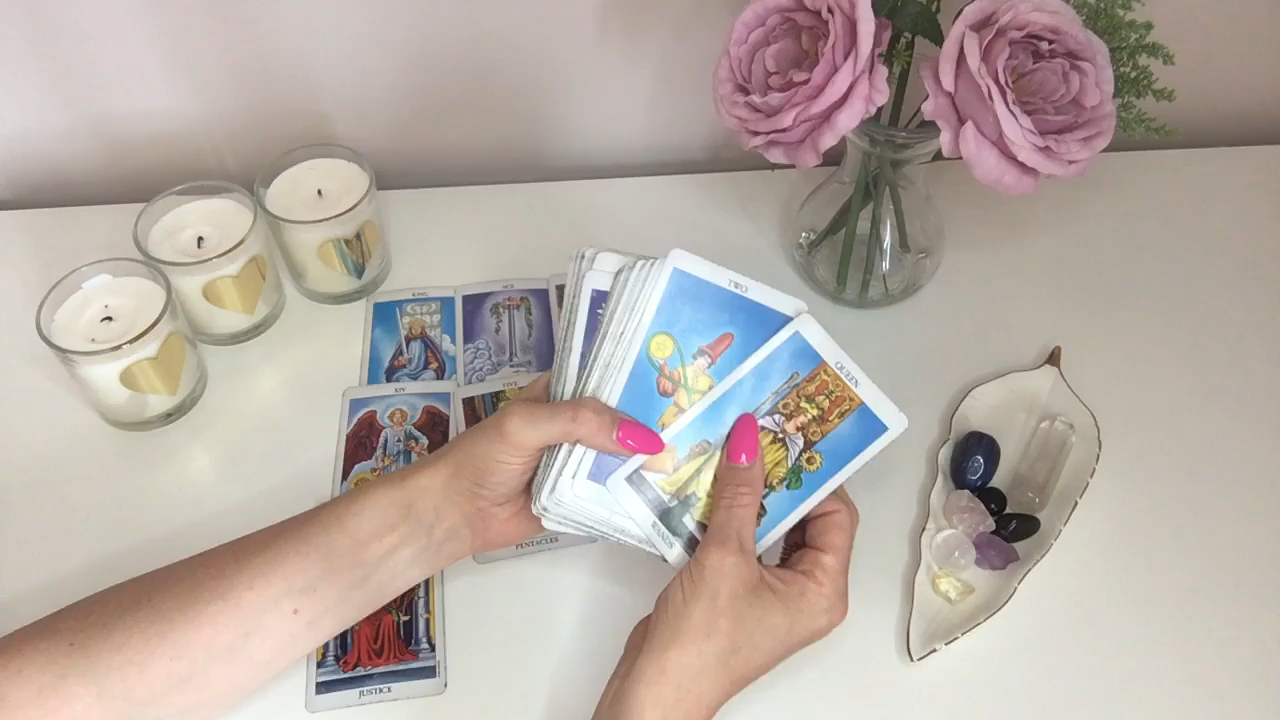 KING
ACE
TWO
QUEEN
XIV
FIVE
WANDS
PENTACLES
JUSTICE